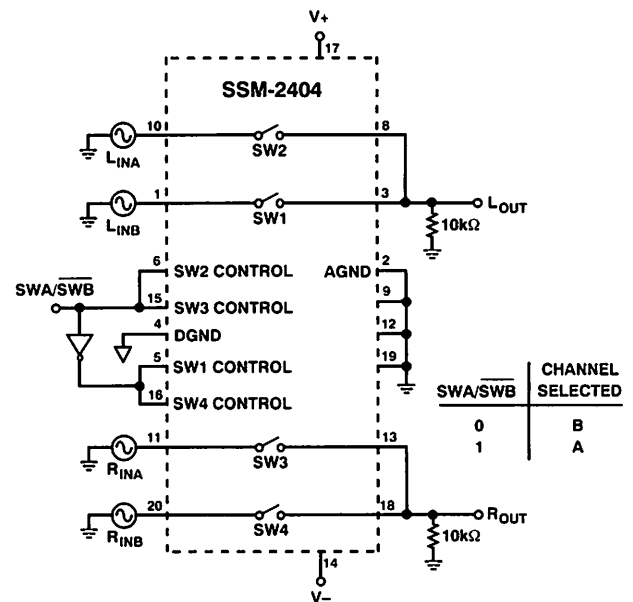 V+
17
SSM-2404
10
8
L_INA
SW2
1
3
L_INB
SW1
L_OUT
10kΩ
6
SW2 CONTROL
AGND
2
SWA/S̅W̅B̅
15
SW3 CONTROL
9
4
DGND
12
5
SW1 CONTROL
19
16
SW4 CONTROL
SWA/S̅W̅B̅
CHANNEL
SELECTED
0
B
1
A
11
13
R_INA
SW3
20
18
R_INB
SW4
R_OUT
10kΩ
14
V–